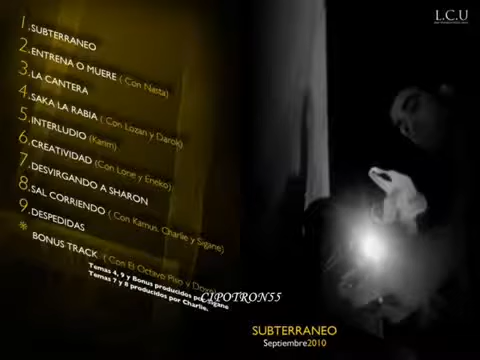 L.C.U
1. SUBTERRANEO
2. ENTRENA O MUERE ( Con Nasta)
3. LA CANTERA
4. SAKA LA RABIA ( Con Lozan y Darok)
5. INTERLUDIO (Karim)
6. CREATIVIDAD (Con Lone y Eneko)
7. DESVIRGANDO A SHARON
8. SAL CORRIENDO ( Con Kamus, Charlie y Sigane)
9. DESPEDIDAS
* BONUS TRACK ( Con El Octavo Piso y
Temas 4, 9 y Bonus producidos por Sigane
Temas 7 y 8 producidos por Charlie.
CIPOTRON55
SUBTERRANEO
Septiembre2010